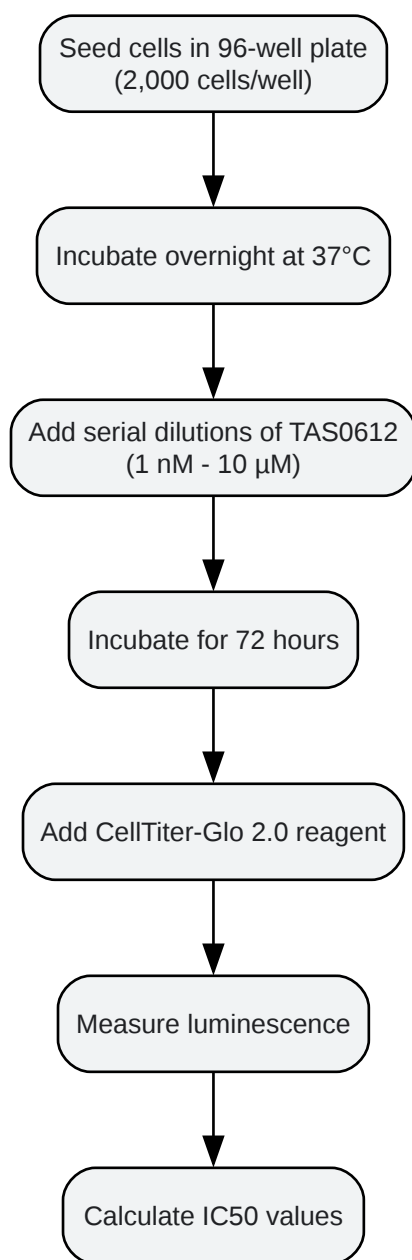 Seed cells in 96-well plate
(2,000 cells/well)
Incubate overnight at 37°C
Add serial dilutions of TAS0612
(1 nM - 10 µM)
Incubate for 72 hours
Add CellTiter-Glo 2.0 reagent
Measure luminescence
Calculate IC50 values